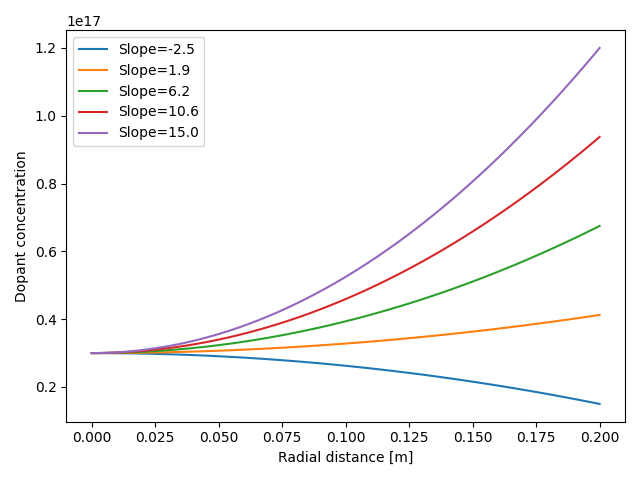 1e17
1.2
1.0
0.8
0.6
0.4
0.2
Dopant concentration
Slope=-2.5
Slope=1.9
Slope=6.2
Slope=10.6
Slope=15.0
0.000 0.025 0.050 0.075 0.100 0.125 0.150 0.175 0.200
Radial distance [m]